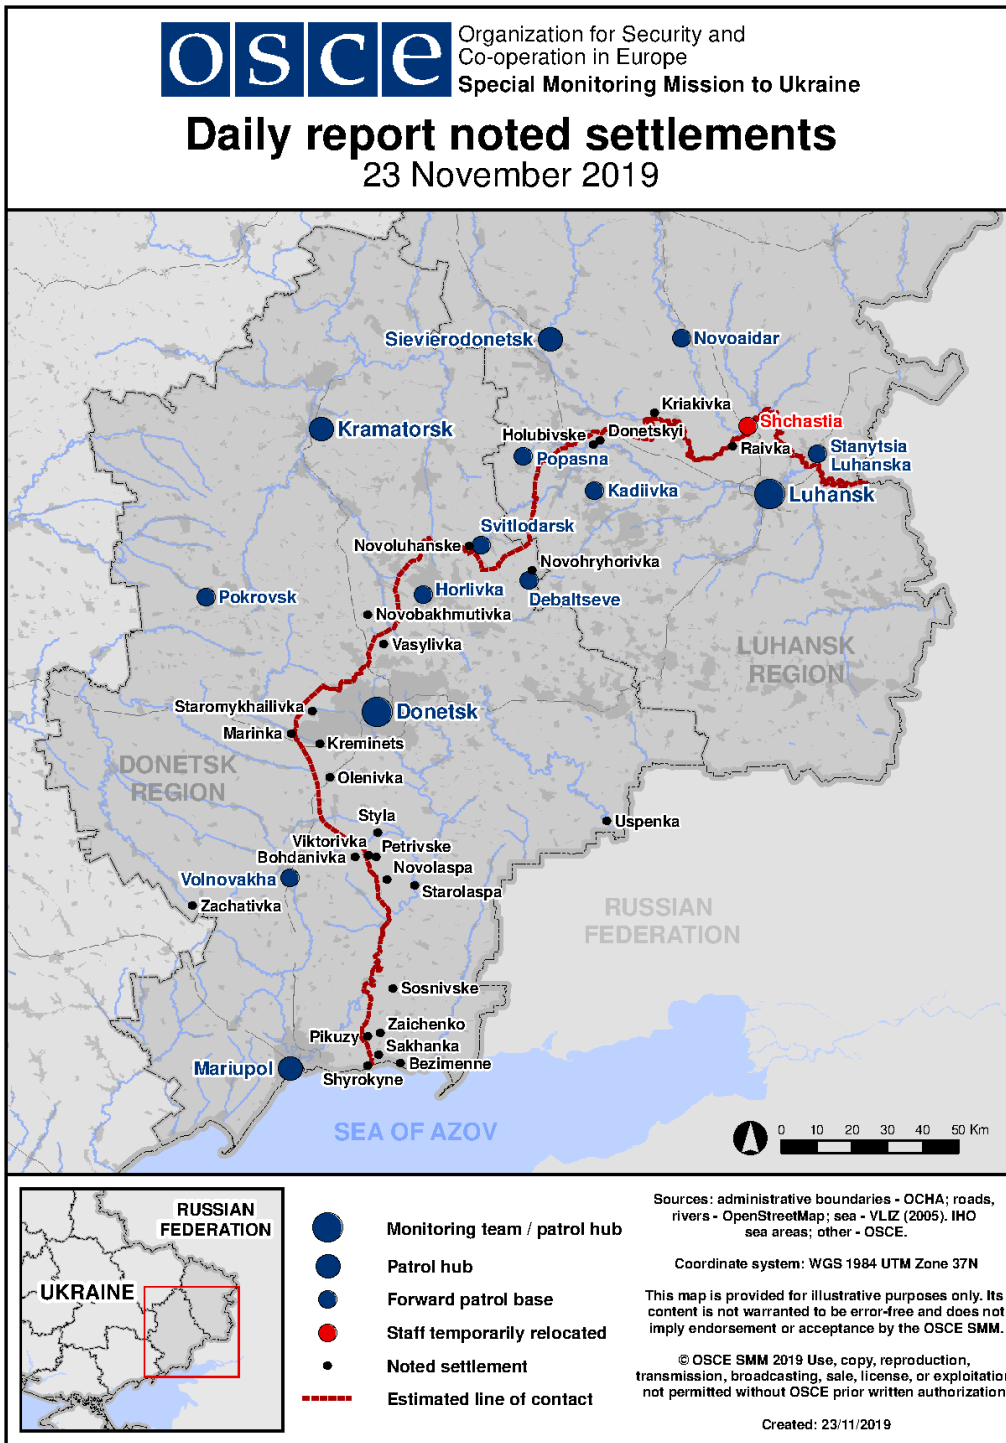 osce
Organization for Security and
Co-operation in Europe
Special Monitoring Mission to Ukraine
Daily report noted settlements
23 November 2019
Sievierodonetsk
Novoaidar
Kriakivka
Kramatorsk
Shchastia
Holubivske
Donetskyi
Raivka
Stanytsia
Luhanska
Popasna
Kadiivka
Luhansk
Svitlodarsk
Novoluhanske
Novohryhorivka
Pokrovsk
Horlivka
Debaltseve
Novobakhmutivka
Vasylivka
LUHANSK
REGION
Staromykhailivka
Donetsk
Marinka
Kreminets
DONETSK
REGION
Olenivka
Styla
Uspenka
Viktorivka
Petrivske
Bohdanivka
Novolaspa
Volnovakha
Starolaspa
Zachativka
RUSSIAN
FEDERATION
Sosnivske
Zaichenko
Pikuzy
Sakhanka
Mariupol
Bezimenne
Shyrokyne
SEA OF AZOV
0 10 20 30 40 50 Km
RUSSIAN
FEDERATION
UKRAINE
Monitoring team / patrol hub
Patrol hub
Forward patrol base
Staff temporarily relocated
Noted settlement
Estimated line of contact
Sources: administrative boundaries - OCHA; roads,
rivers - OpenStreetMap; sea - VLIZ (2005). IHO
sea areas; other - OSCE.
Coordinate system: WGS 1984 UTM Zone 37N
This map is provided for illustrative purposes only. Its
content is not warranted to be error-free and does not
imply endorsement or acceptance by the OSCE SMM.
© OSCE SMM 2019 Use, copy, reproduction,
transmission, broadcasting, sale, license, or exploitation
not permitted without OSCE prior written authorization
Created: 23/11/2019